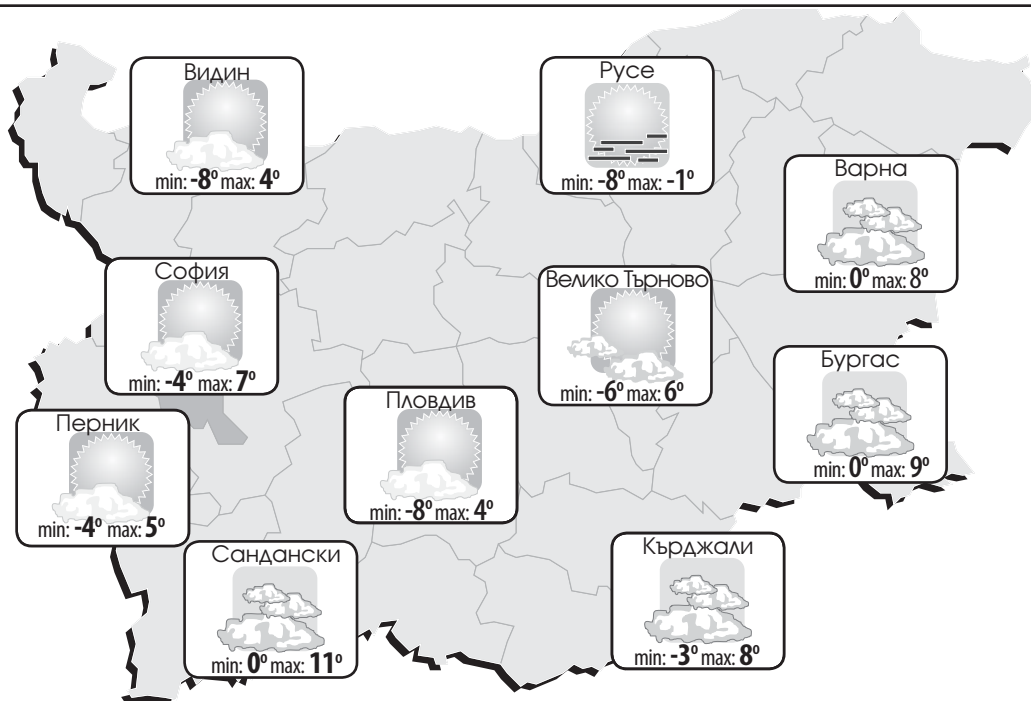 Видин
min: -8° max: 4°
Русе
min: -8° max: -1°
Варна
min: 0° max: 8°
София
min: -4° max: 7°
Велико Търново
min: -6° max: 6°
Бургас
min: 0° max: 9°
Пловдив
min: -8° max: 4°
Перник
min: -4° max: 5°
Сандански
min: 0° max: 11°
Кърджали
min: -3° max: 8°